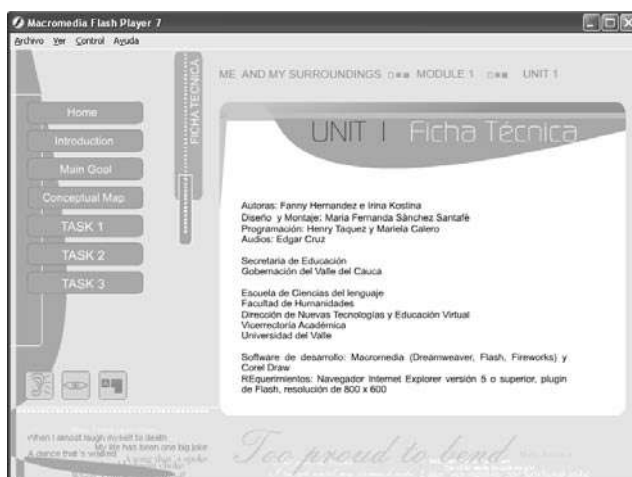 Macromedia Flash Player 7
Archivo Ver Control Ayuda
ME AND MY SURROUNDINGS MODULE 1 UNIT 1
FICHA TECNICA
Home
Introduction
Main Goal
Conceptual Map
TASK 1
TASK 2
TASK 3
UNIT I Ficha Técnica
Autoras: Fanny Hernandez e Irina Kostina
Diseño y Montaje: Maria Fernanda Sánchez Santafé
Programación: Henry Taquez y Mariela Calero
Audios: Edgar Cruz
Secretaria de Educación
Gobernación del Valle del Cauca
Escuela de Ciencias del lenguaje
Facultad de Humanidades
Dirección de Nuevas Tecnologías y Educación Virtual
Vicerrectoría Académica
Universidad del Valle
Software de desarrollo: Macromedia (Dreamweaver, Flash, Fireworks) y
Corel Draw
REquerimientos: Navegador Internet Explorer versión 5 o superior, plugin
de Flash, resolución de 800 x 600
When I almost laugh myself to death
My life has been one big joke
A dance that's walked
A song that's spoke
Too proud to bend